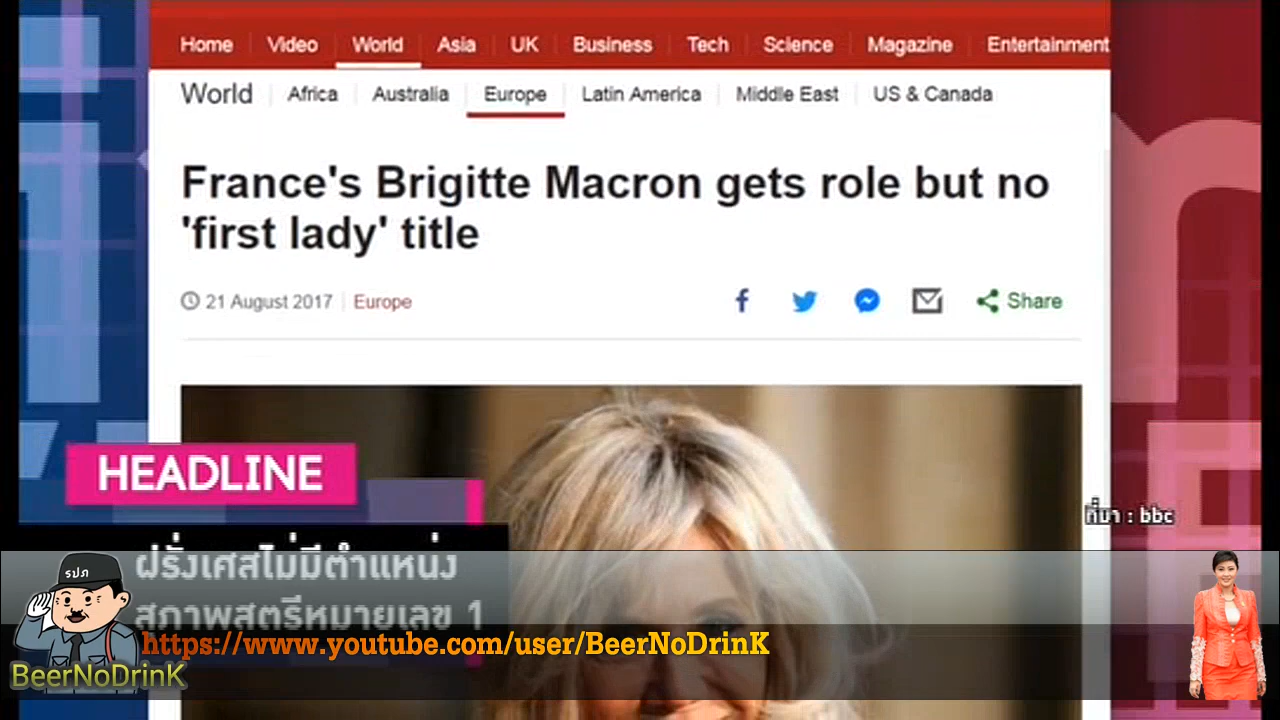 Home Video World Asia UK Business Tech Science Magazine Entertainment
World Africa Australia Europe Latin America Middle East US & Canada
France's Brigitte Macron gets role but no
'first lady' title
21 August 2017 Europe Share
HEADLINE
ที่มา : bbc
ฝรั่งเศสไม่มีตำแหน่ง
สุภาพสตรีหมายเลข 1
รปภ
https://www.youtube.com/user/BeerNoDrinK
BeerNoDrinK